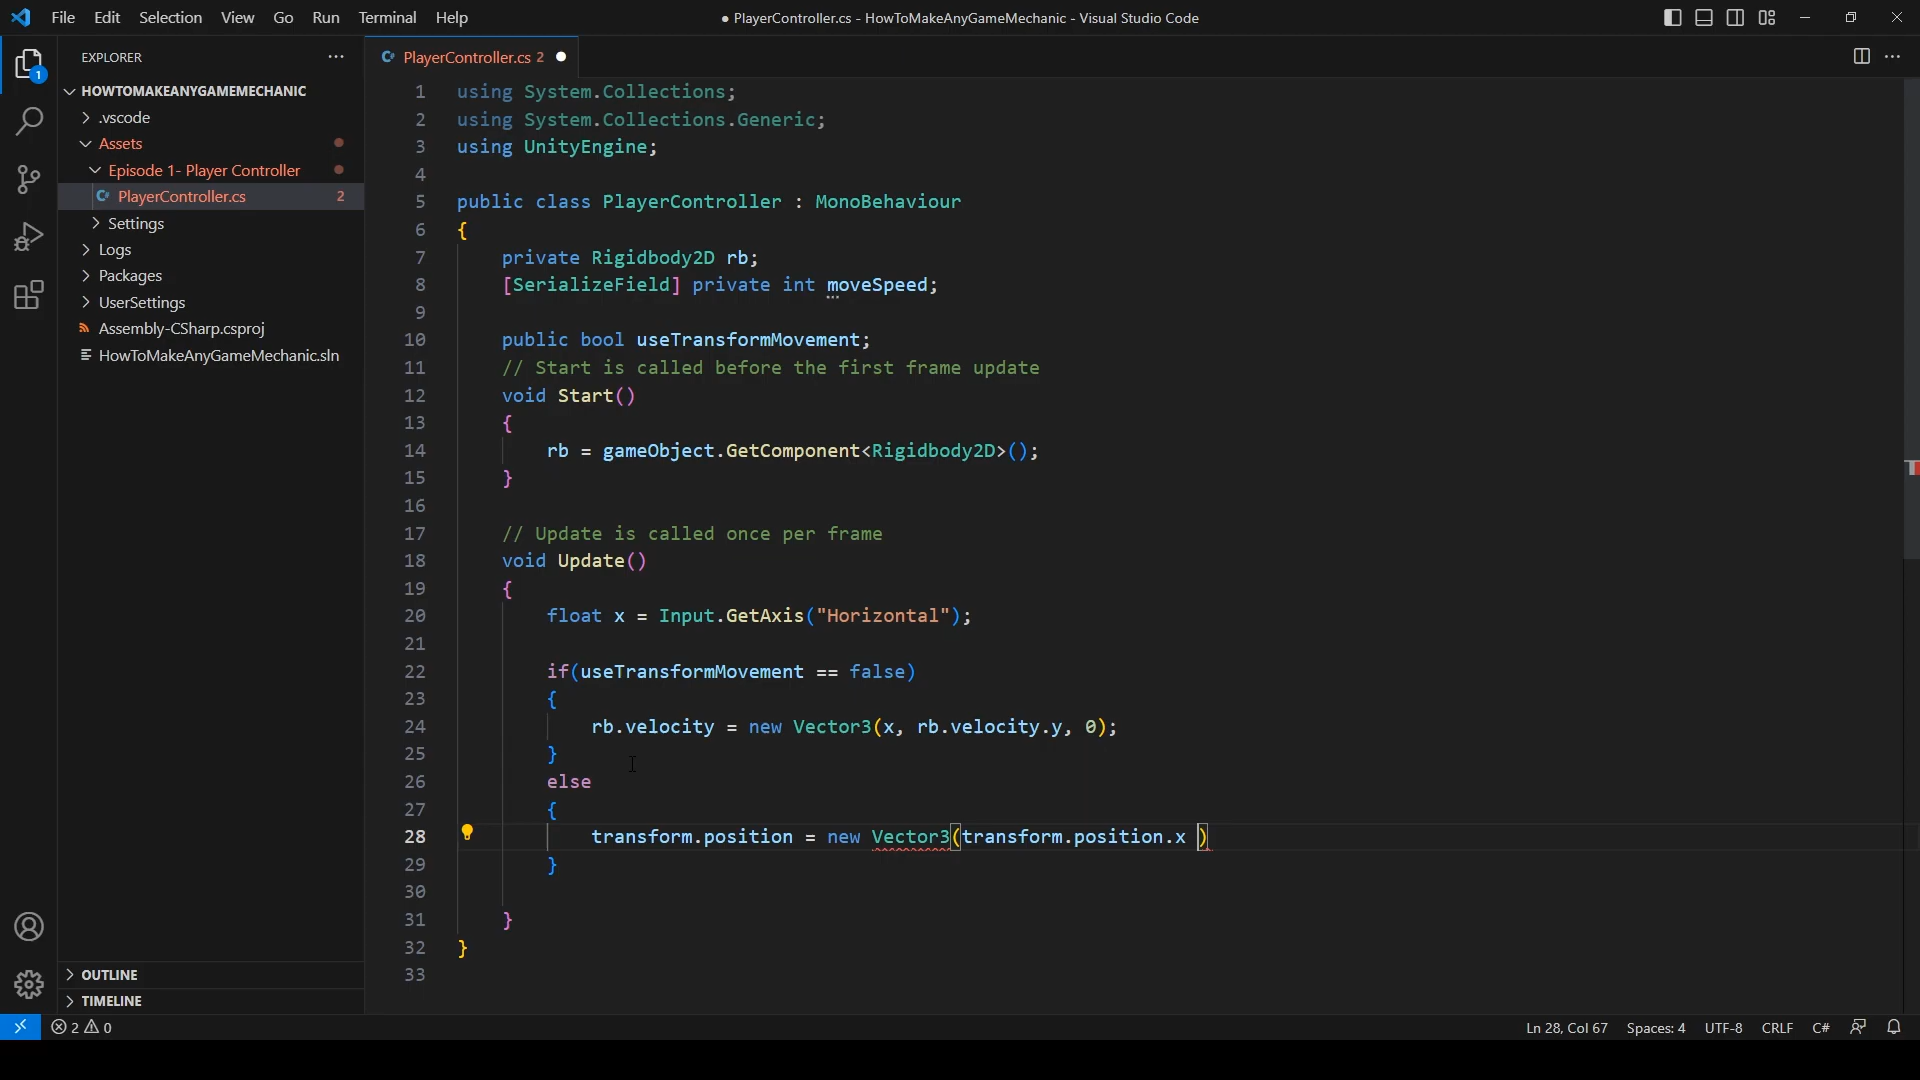 File Edit Selection View Go Run Terminal Help
● PlayerController.cs - HowToMakeAnyGameMechanic - Visual Studio Code
EXPLORER
HOWTOMAKEANYGAMEMECHANIC
.vscode
Assets
Episode 1- Player Controller
PlayerController.cs 2
Settings
Logs
Packages
UserSettings
Assembly-CSharp.csproj
HowToMakeAnyGameMechanic.sln
OUTLINE
TIMELINE
1
PlayerController.cs 2
1 using System.Collections;
2 using System.Collections.Generic;
3 using UnityEngine;
4
5 public class PlayerController : MonoBehaviour
6 {
7 private Rigidbody2D rb;
8 [SerializeField] private int moveSpeed;
9
10 public bool useTransformMovement;
11 // Start is called before the first frame update
12 void Start()
13 {
14 rb = gameObject.GetComponent<Rigidbody2D>();
15 }
16
17 // Update is called once per frame
18 void Update()
19 {
20 float x = Input.GetAxis("Horizontal");
21
22 if(useTransformMovement == false)
23 {
24 rb.velocity = new Vector3(x, rb.velocity.y, 0);
25 }
26 else
27 {
28 transform.position = new Vector3(transform.position.x )
29 }
30
31 }
32 }
33
2 0
Ln 28, Col 67 Spaces: 4 UTF-8 CRLF C#